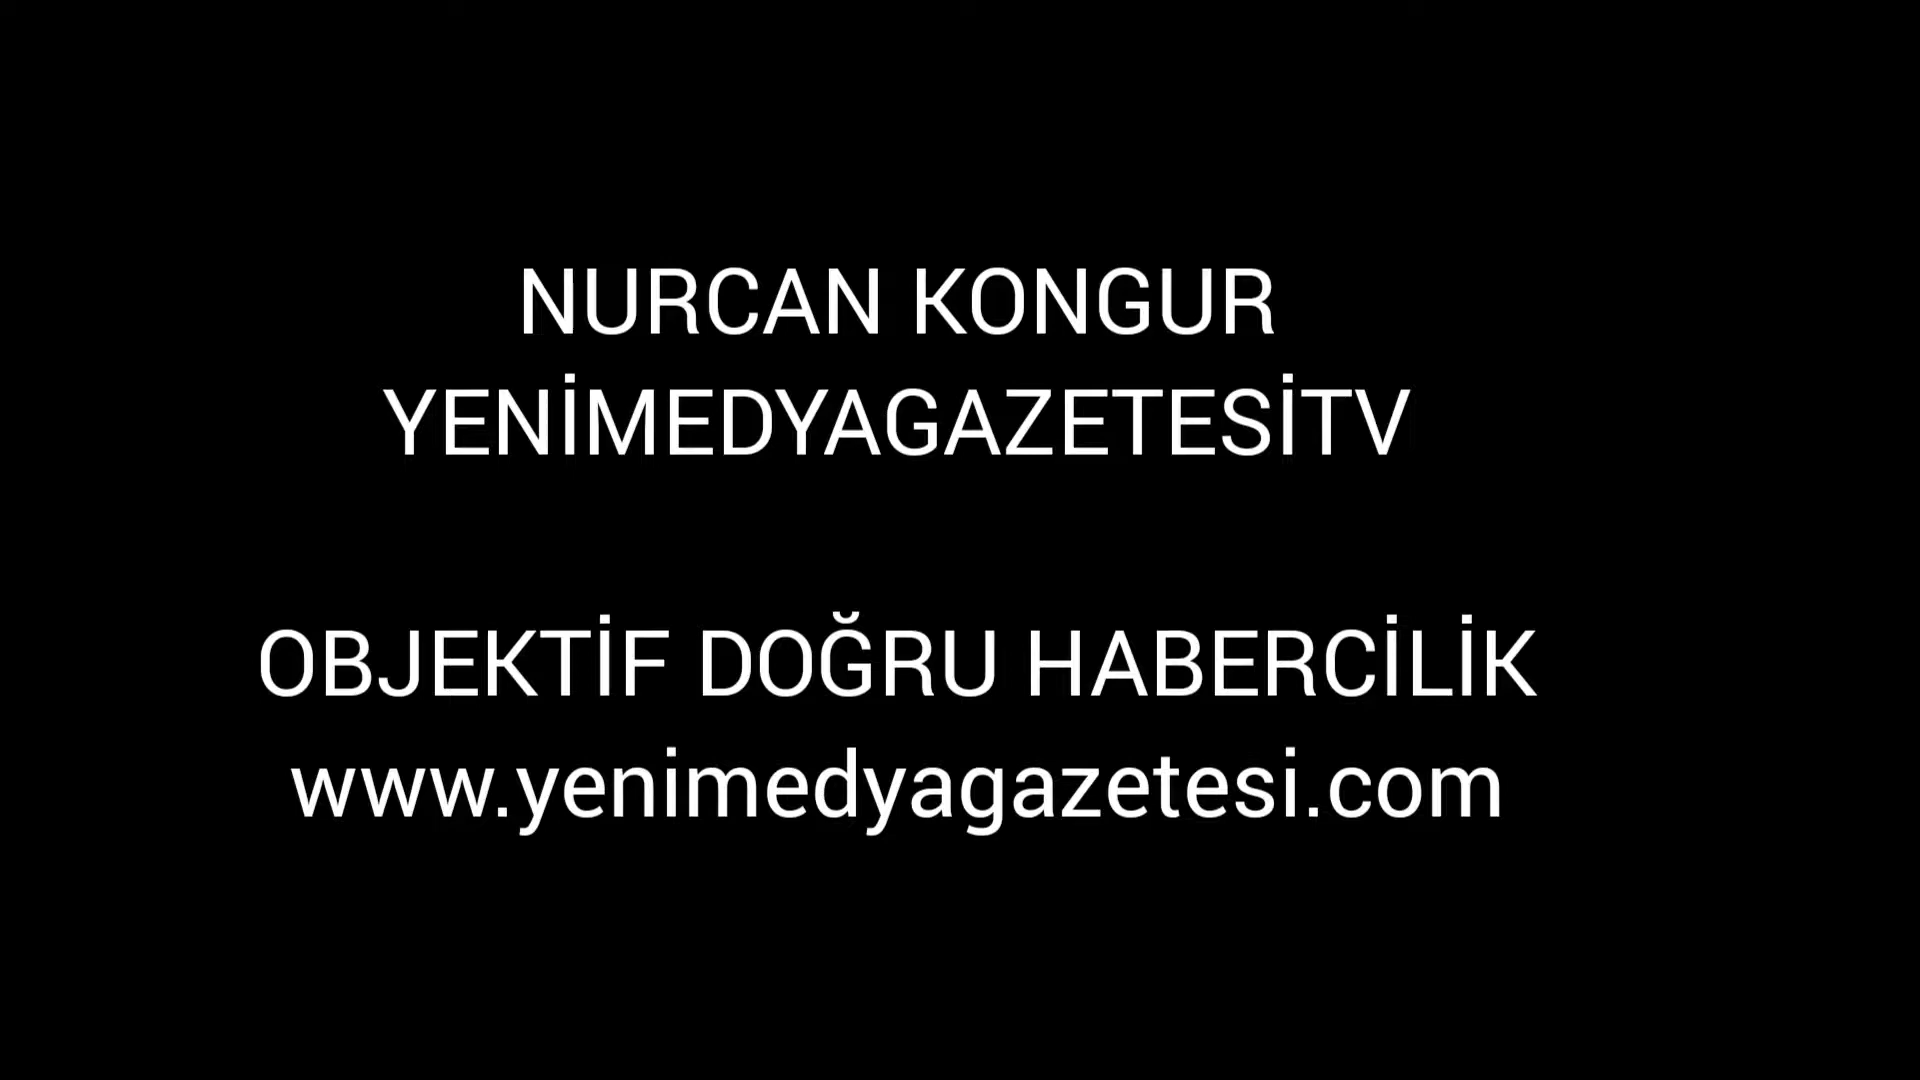 NURCAN KONGUR
YENİMEDYAGAZETESİTV
OBJEKTİF DOĞRU HABERCİLİK
www.yenimedyagazetesi.com